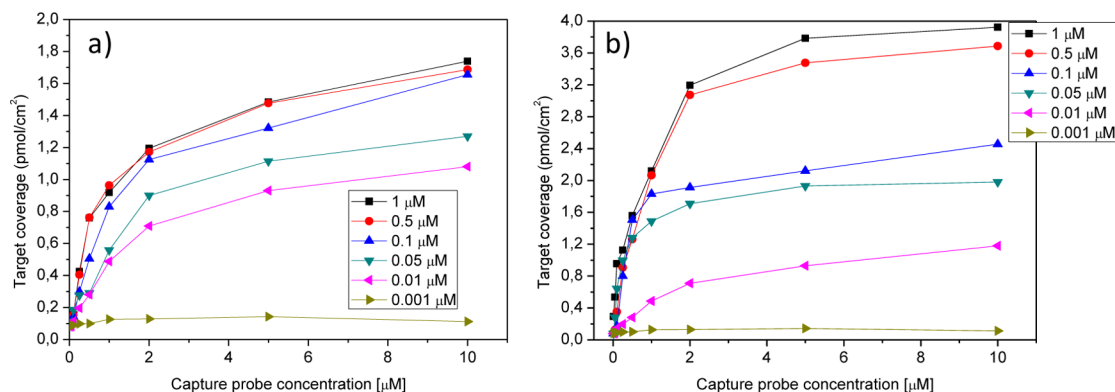 a)
Target coverage (pmol/cm²)
2,0
1,8
1,6
1,4
1,2
1,0
0,8
0,6
0,4
0,2
0,0
0
2
4
6
8
10
Capture probe concentration [µM]
1 µM
0.5 µM
0.1 µM
0.05 µM
0.01 µM
0.001 µM
b)
Target coverage (pmol/cm²)
4,0
3,6
3,2
2,8
2,4
2,0
1,6
1,2
0,8
0,4
0,0
0
2
4
6
8
10
Capture probe concentration [µM]
1 µM
0.5 µM
0.1 µM
0.05 µM
0.01 µM
0.001 µM